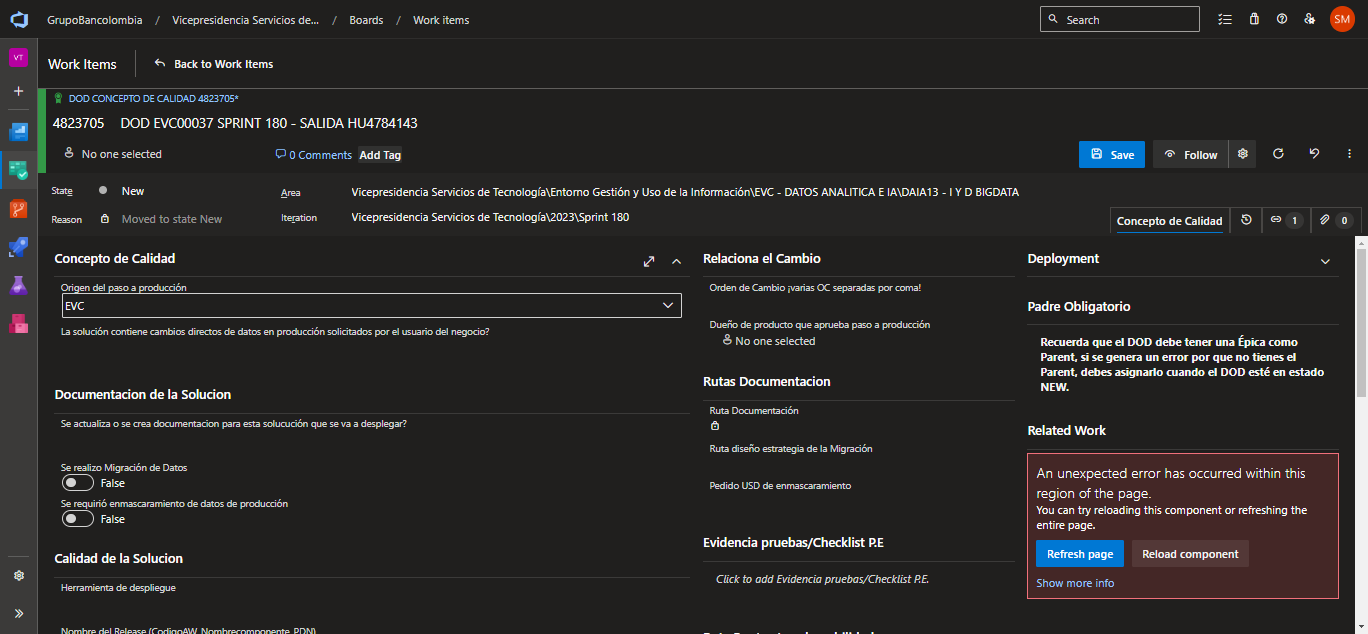 GrupoBancolombia / Vicepresidencia Servicios de... / Boards / Work items
Search
SM
VT
Work Items
Back to Work Items
DOD CONCEPTO DE CALIDAD 4823705*
4823705 DOD EVC00037 SPRINT 180 - SALIDA HU4784143
No one selected
0 Comments
Add Tag
Save
Follow
State
New
Area
Vicepresidencia Servicios de Tecnología\Entorno Gestión y Uso de la Información\EVC - DATOS ANALITICA E IA\DAIA13 - I Y D BIGDATA
Reason
Moved to state New
Iteration
Vicepresidencia Servicios de Tecnología\2023\Sprint 180
Concepto de Calidad
1
0
Concepto de Calidad
Origen del paso a producción
EVC
La solución contiene cambios directos de datos en producción solicitados por el usuario del negocio?
Documentacion de la Solucion
Se actualiza o se crea documentacion para esta solucución que se va a desplegar?
Se realizo Migración de Datos
False
Se requirió enmascaramiento de datos de producción
False
Calidad de la Solucion
Herramienta de despliegue
Nombre del Release (CodigoAW_Nombrecomponente_PDN)
Relaciona el Cambio
Orden de Cambio ¡varias OC separadas por coma!
Dueño de producto que aprueba paso a producción
No one selected
Rutas Documentacion
Ruta Documentación
Ruta diseño estrategia de la Migración
Pedido USD de enmascaramiento
Evidencia pruebas/Checklist P.E
Click to add Evidencia pruebas/Checklist P.E.
Deployment
Padre Obligatorio
Recuerda que el DOD debe tener una Épica como
Parent, si se genera un error por que no tienes el
Parent, debes asignarlo cuando el DOD esté en estado
NEW.
Related Work
An unexpected error has occurred within this
region of the page.
You can try reloading this component or refreshing the
entire page.
Refresh page
Reload component
Show more info